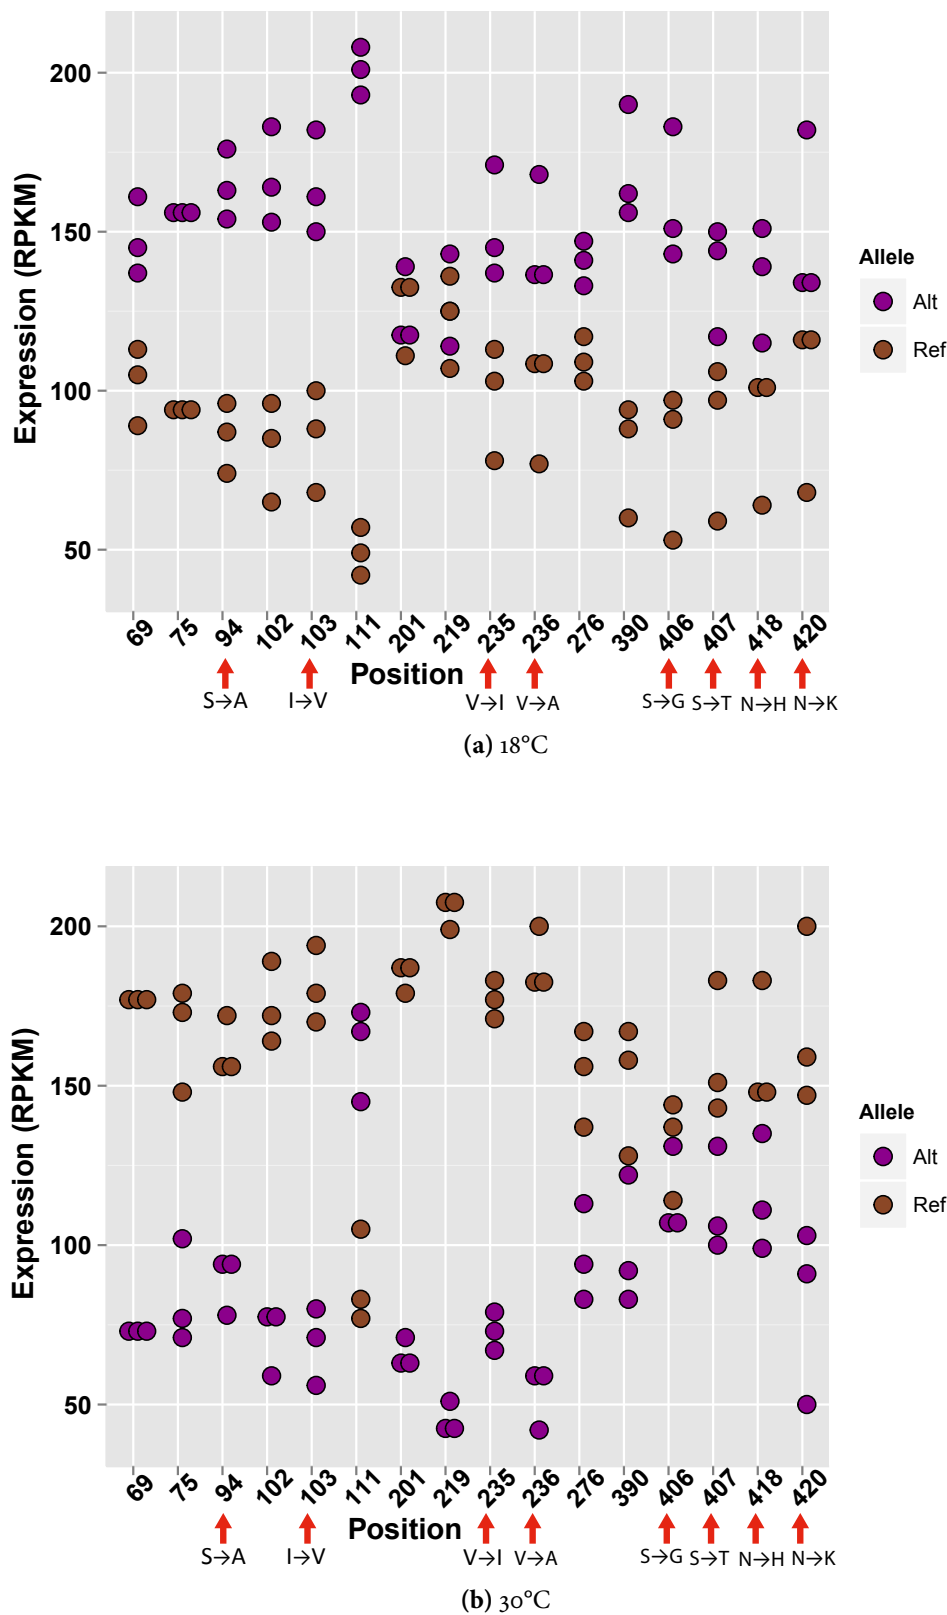 200
150
100
50
Expression (RPKM)
69 75 94 102 103 111 201 219 235 236 276 390 406 407 418 420
Position
S→A I→V V→I V→A S→G S→T N→H N→K
Allele
Alt
Ref
(a) 18°C
200
150
100
50
Expression (RPKM)
69 75 94 102 103 111 201 219 235 236 276 390 406 407 418 420
Position
S→A I→V V→I V→A S→G S→T N→H N→K
Allele
Alt
Ref
(b) 30°C